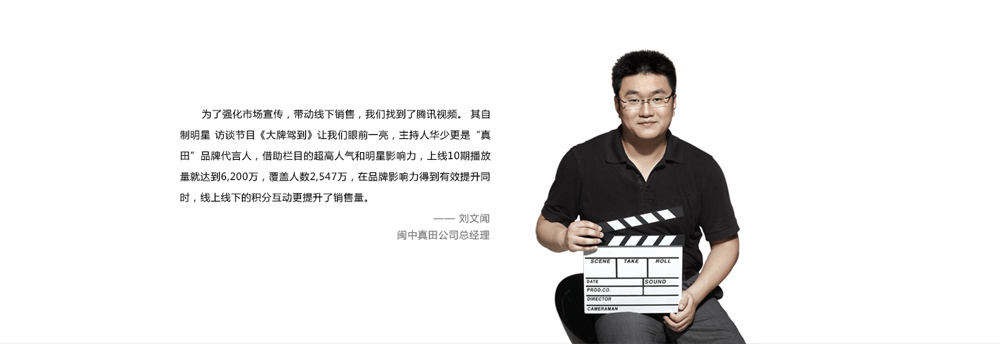 为了强化市场宣传，带动线下销售，我们找到了腾讯视频。 其自
制明星 访谈节目《大牌驾到》让我们眼前一亮，主持人华少更是“真
田”品牌代言人，借助栏目的超高人气和明星影响力，上线10期播放
量就达到6,200万，覆盖人数2,547万，在品牌影响力得到有效提升同
时，线上线下的积分互动更提升了销售量。
—— 刘文闻
闽中真田公司总经理
SCENE TAKE ROLL
DATE SOUND
PROD.CO.
DIRECTOR
CAMERAMAN